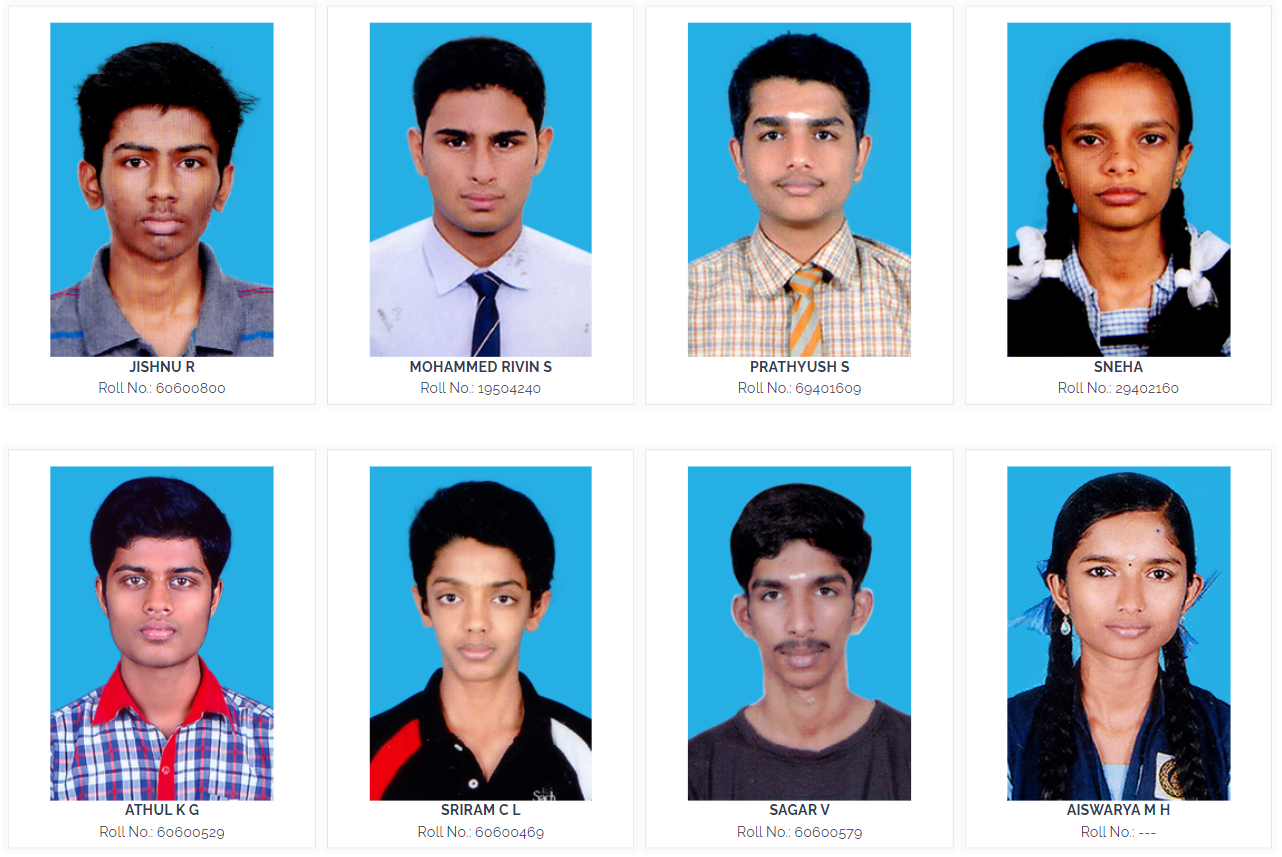 JISHNU R
Roll No.: 60600800
MOHAMMED RIVIN S
Roll No.: 19504240
PRATHYUSH S
Roll No.: 69401609
SNEHA
Roll No.: 29402160
ATHUL K G
Roll No.: 60600529
SRIRAM C L
Roll No.: 60600469
SAGAR V
Roll No.: 60600579
AISWARYA M H
Roll No.: ---